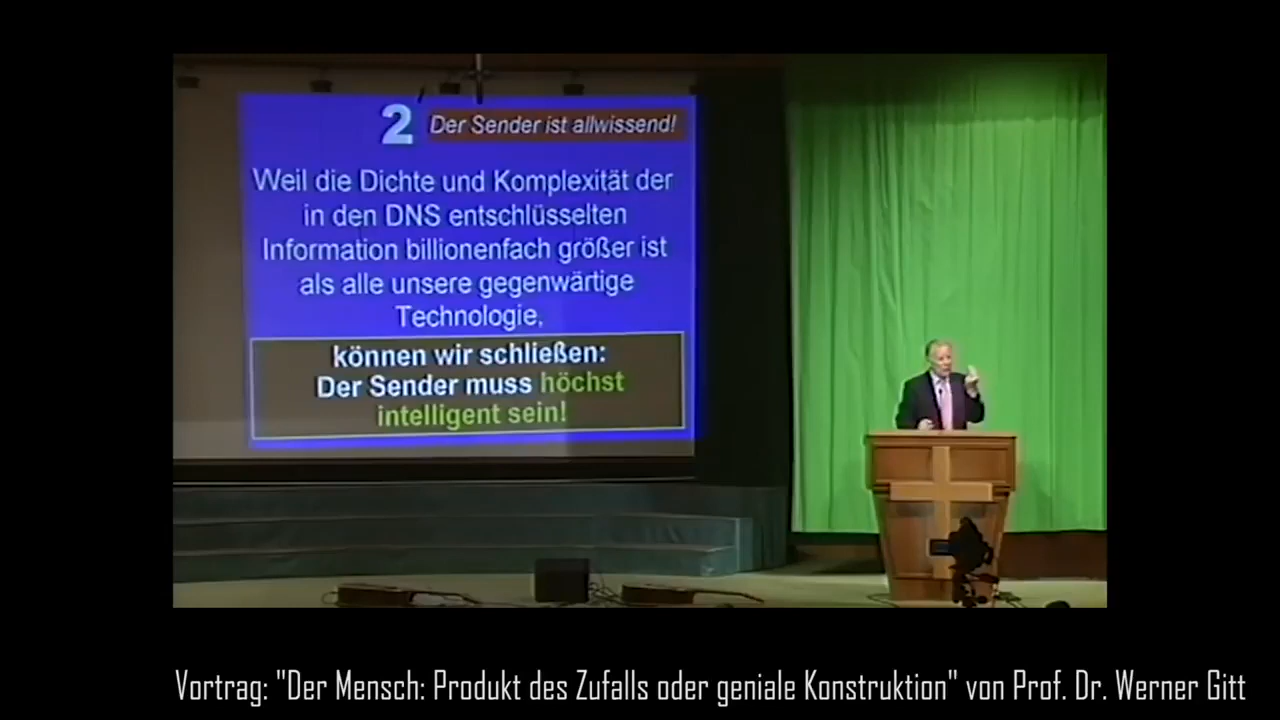 2 Der Sender ist allwissend!
Weil die Dichte und Komplexität der
in den DNS entschlüsselten
Information billionenfach größer ist
als alle unsere gegenwärtige
Technologie,
können wir schließen:
Der Sender muss höchst
intelligent sein!
Vortrag: "Der Mensch: Produkt des Zufalls oder geniale Konstruktion" von Prof. Dr. Werner Gitt